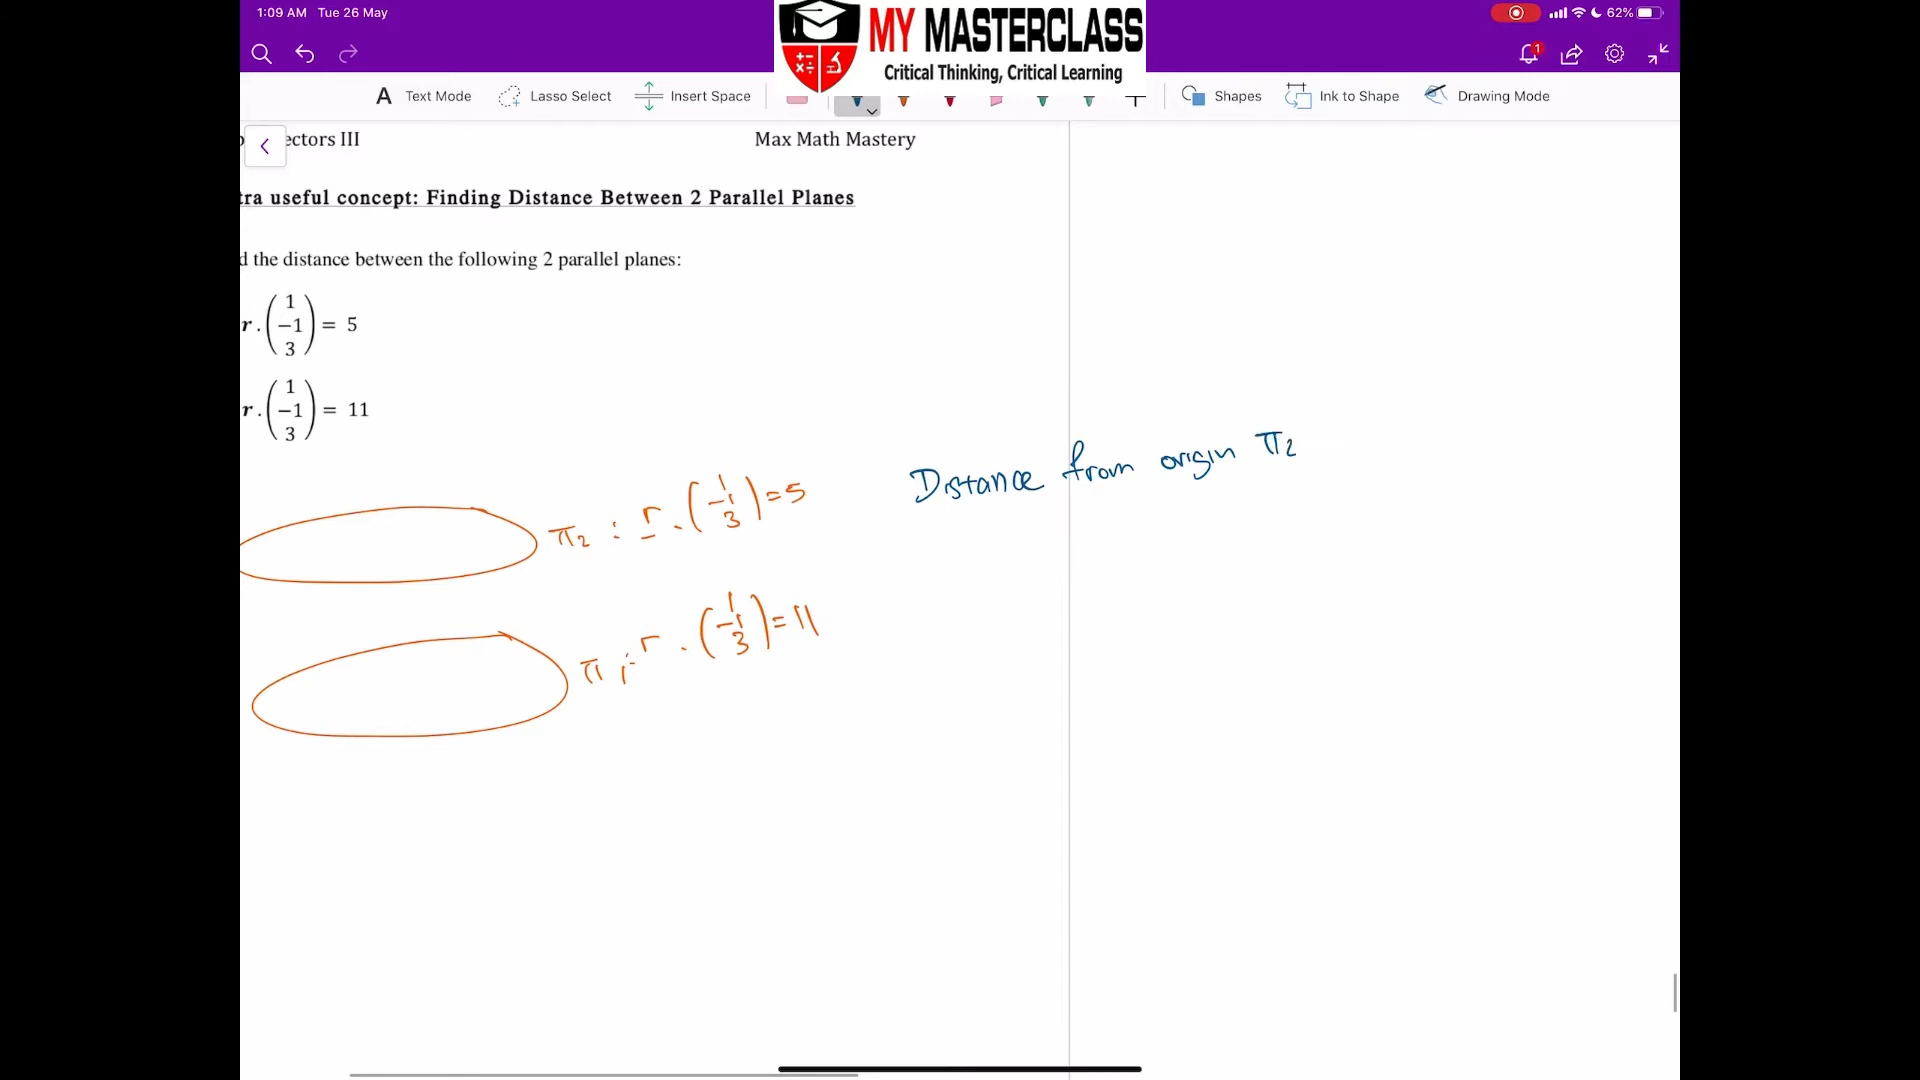 1:09 AM Tue 26 May
62%
MY MASTERCLASS
Critical Thinking, Critical Learning
1
A Text Mode
Lasso Select
Insert Space
Shapes
Ink to Shape
Drawing Mode
ectors III
Max Math Mastery
tra useful concept: Finding Distance Between 2 Parallel Planes
d the distance between the following 2 parallel planes:
r . (1 −1 3) = 5
r . (1 −1 3) = 11
Distance from origin π2
π2 : r . (1 -1 3) = 5
π : r . (1 -1 3) = 11